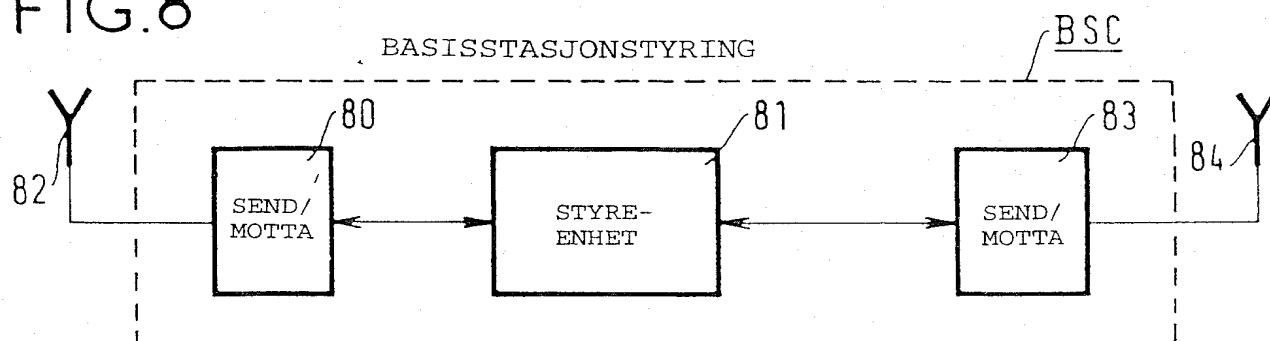 FIG.8
BASISSTASJONSTYRING
BSC
80
81
83
82
84
SEND/
MOTTA
STYRE-
ENHET
SEND/
MOTTA